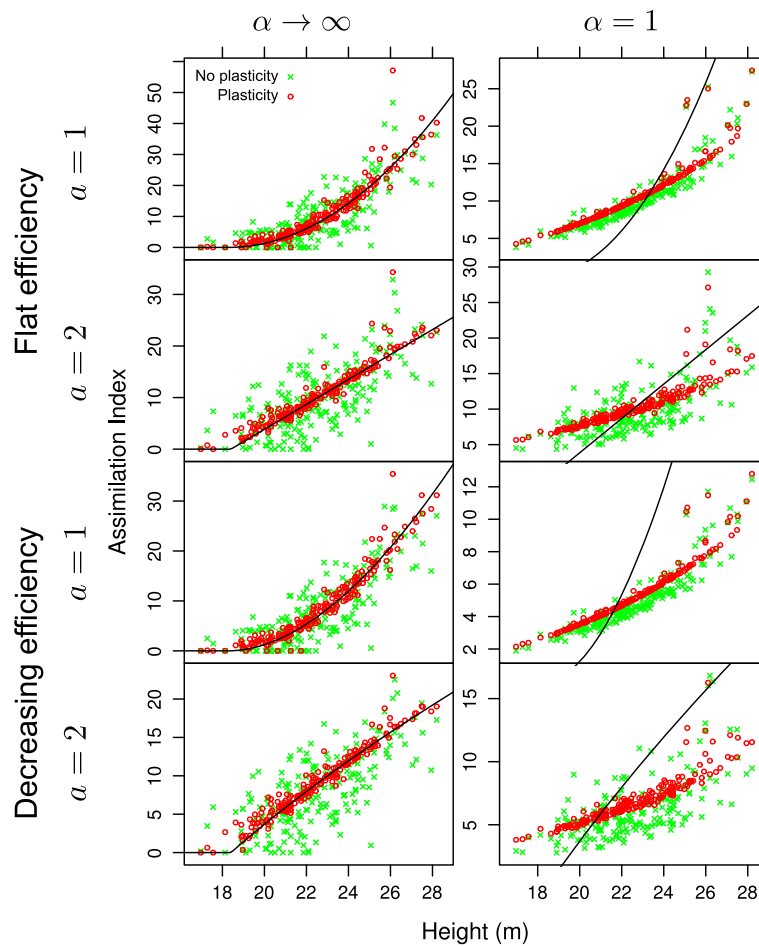 α → ∞
α = 1
Flat efficiency
Decreasing efficiency
a = 1
a = 2
a = 1
a = 2
Assimilation Index
No plasticity
Plasticity
0 10 20 30 40 50 60
5 10 15 20 25
0 10 20 30
5 10 15 20 25 30
0 10 20 30
2 4 6 8 10 12
0 5 10 15 20
5 10 15
18 20 22 24 26 28
18 20 22 24 26 28
Height (m)